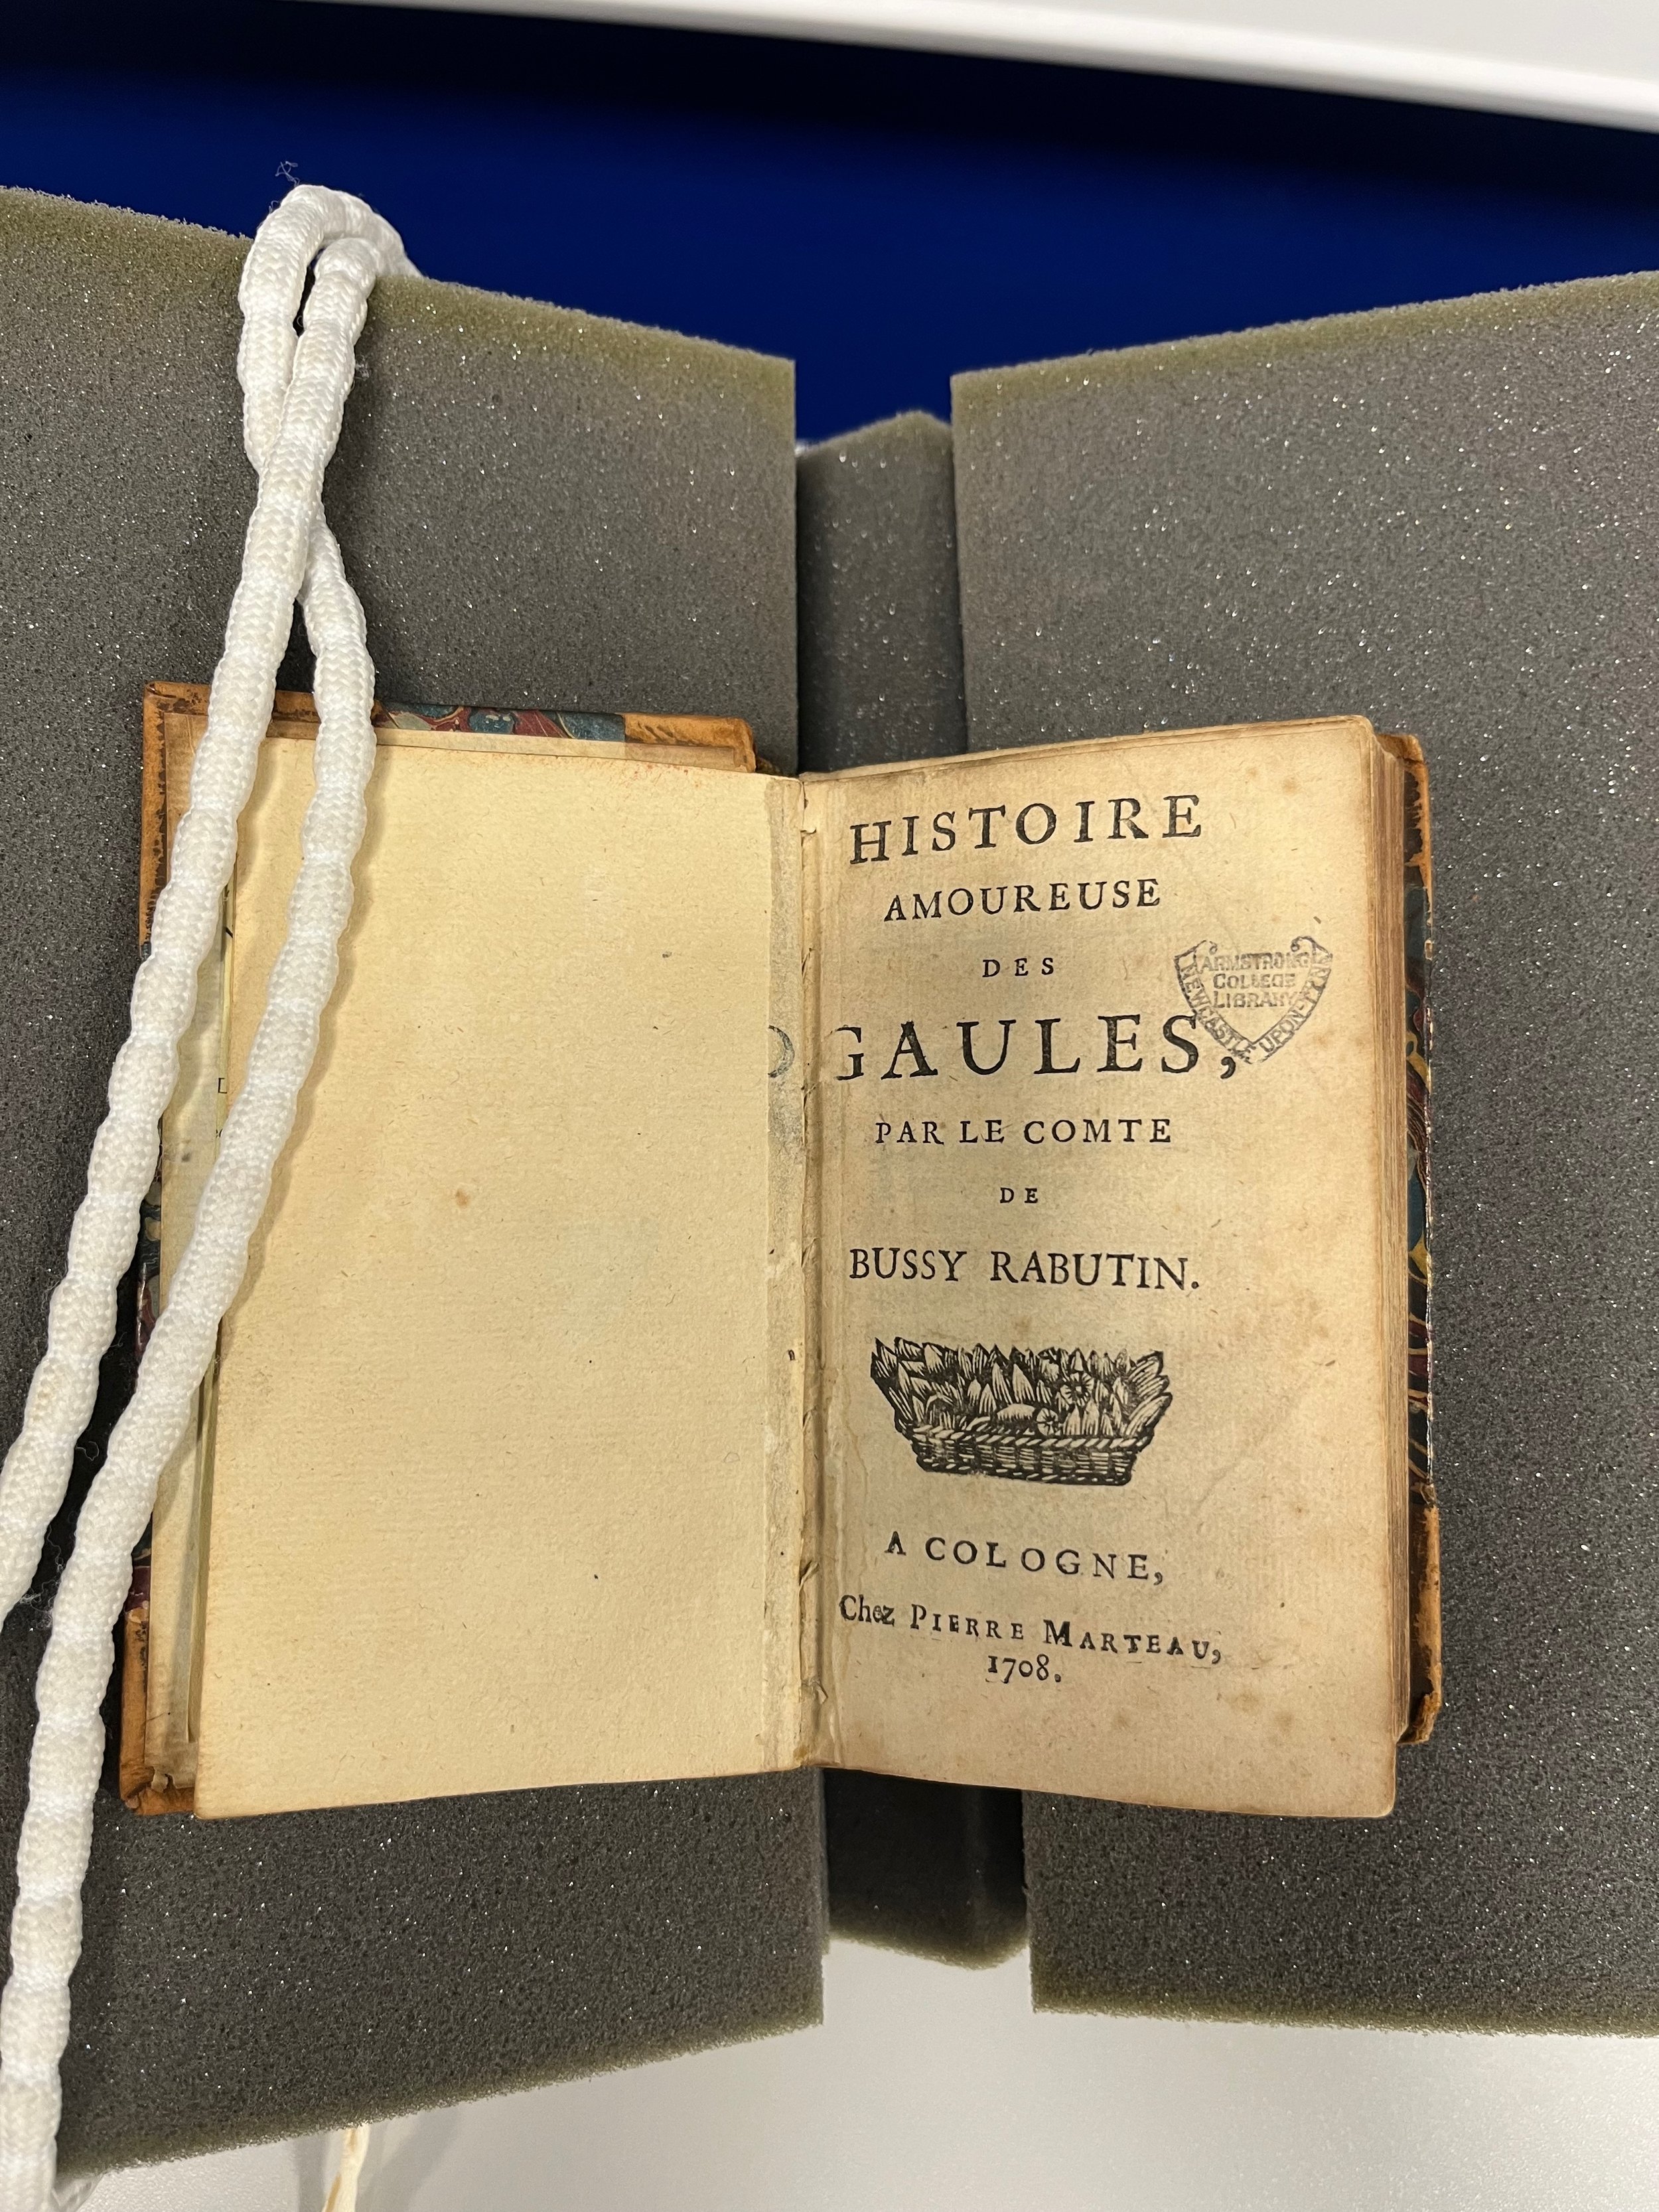 HISTOIRE
AMOUREUSE
DES
GAULES,
PAR LE COMTE
DE
BUSSY RABUTIN.
A COLOGNE,
Chez PIERRE MARTEAU,
1708.
ARMSTRONG
COLLEGE
LIBRARY
NEWCASTLE UPON-TYNE